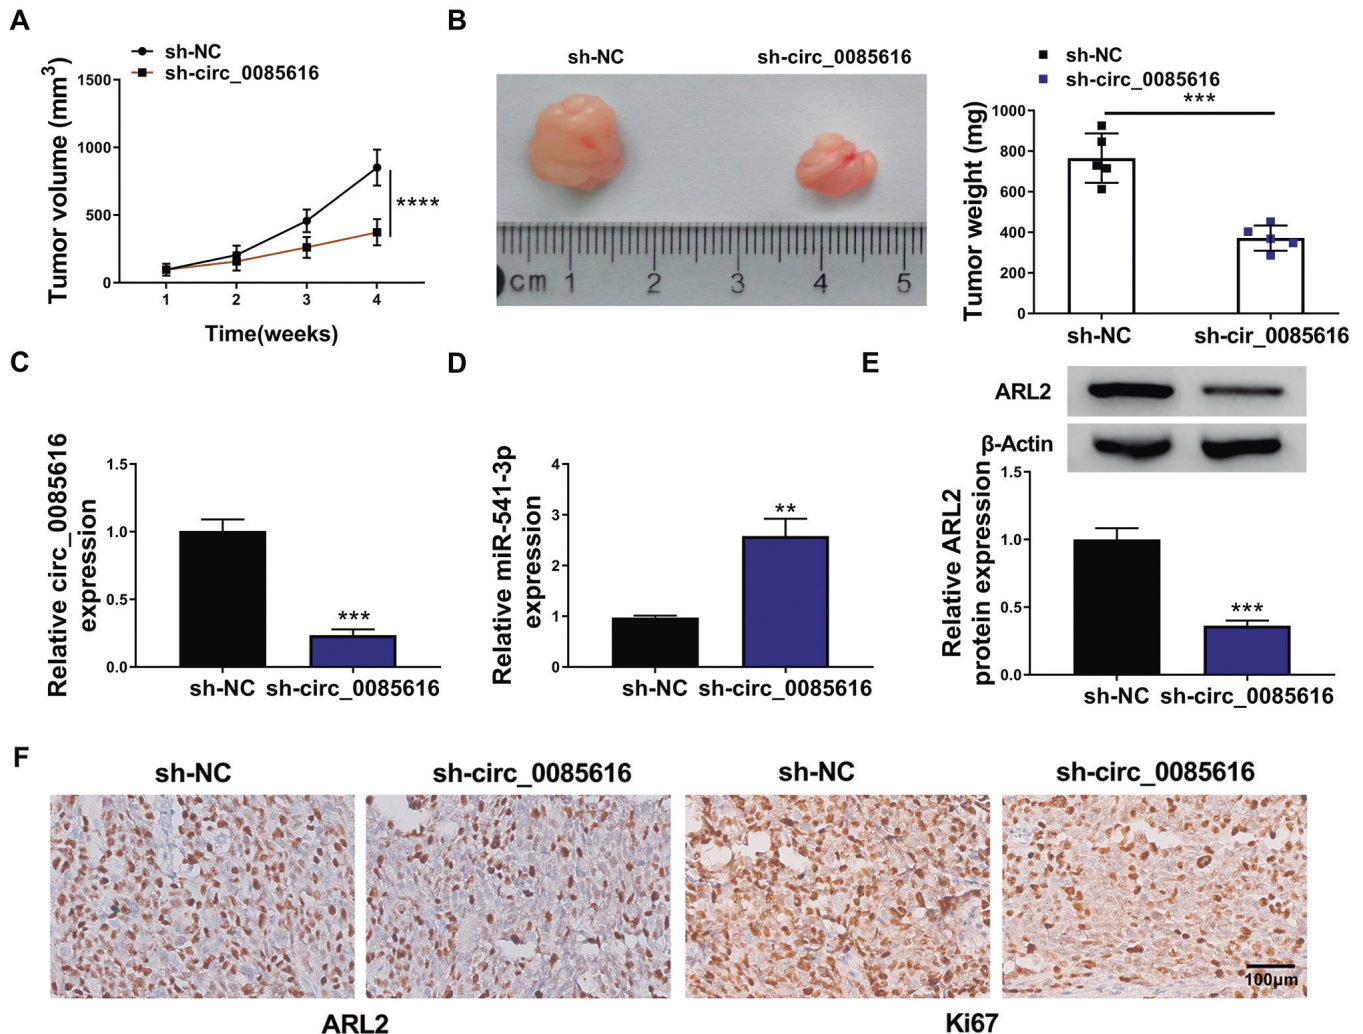 A
sh-NC
sh-circ_0085616
Tumor volume (mm3)
1500
1000
500
0
****
1 2 3 4
Time(weeks)
B
sh-NC sh-circ_0085616
cm 1 2 3 4 5
sh-NC
sh-circ_0085616
Tumor weight (mg)
1000
800
600
400
200
0
***
sh-NC sh-cir_0085616
C
Relative circ_0085616
expression
1.5
1.0
0.5
0.0
***
sh-NC sh-circ_0085616
D
Relative miR-541-3p
expression
4
3
2
1
0
**
sh-NC sh-circ_0085616
E
ARL2
β-Actin
Relative ARL2
protein expression
1.5
1.0
0.5
0.0
***
sh-NC sh-circ_0085616
F
sh-NC sh-circ_0085616 sh-NC sh-circ_0085616
100μm
ARL2 Ki67